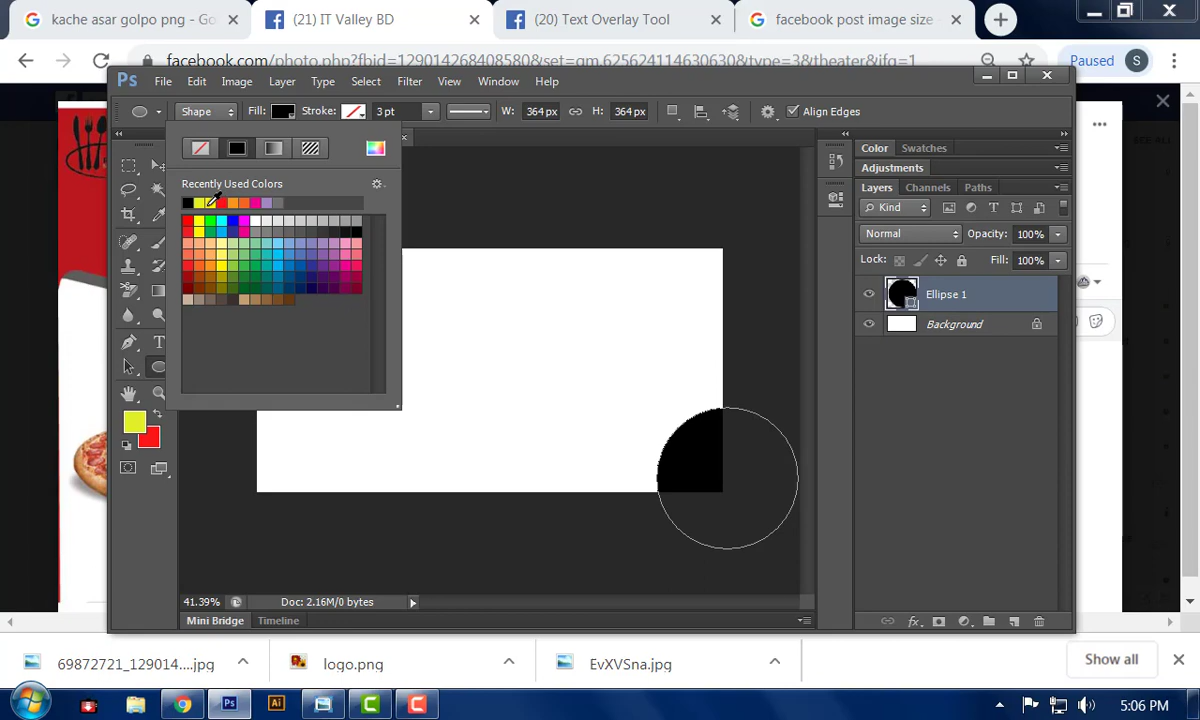 kache asar golpo png - Go
(21) IT Valley BD
(20) Text Overlay Tool
facebook post image size -
facebook.com/photo.php?fbid=1290142684085808&set=gm.625624114630630&type=3&theater&ifg=1
Paused
S
Ps
File
Edit
Image
Layer
Type
Select
Filter
View
Window
Help
Shape
Fill:
Stroke:
3 pt
W:
364 px
H:
364 px
Align Edges
Recently Used Colors
Color
Swatches
Adjustments
Layers
Channels
Paths
Kind
Normal
Opacity:
100%
Lock:
Fill:
100%
Ellipse 1
Background
41.39%
Doc: 2.16M/0 bytes
Mini Bridge
Timeline
69872721_129014....jpg
logo.png
EvXVSna.jpg
Show all
Ps
Ai
5:06 PM